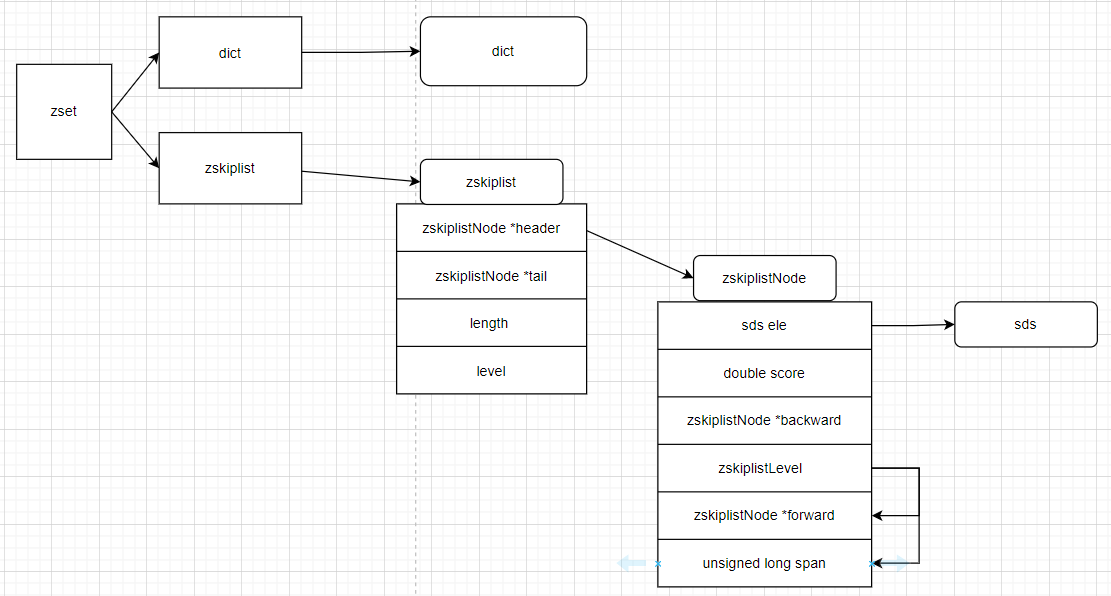 dict
dict
zset
zskiplist
zskiplist
zskiplistNode *header
zskiplistNode *tail
length
level
zskiplistNode
sds ele
sds
double score
zskiplistNode *backward
zskiplistLevel
zskiplistNode *forward
unsigned long span